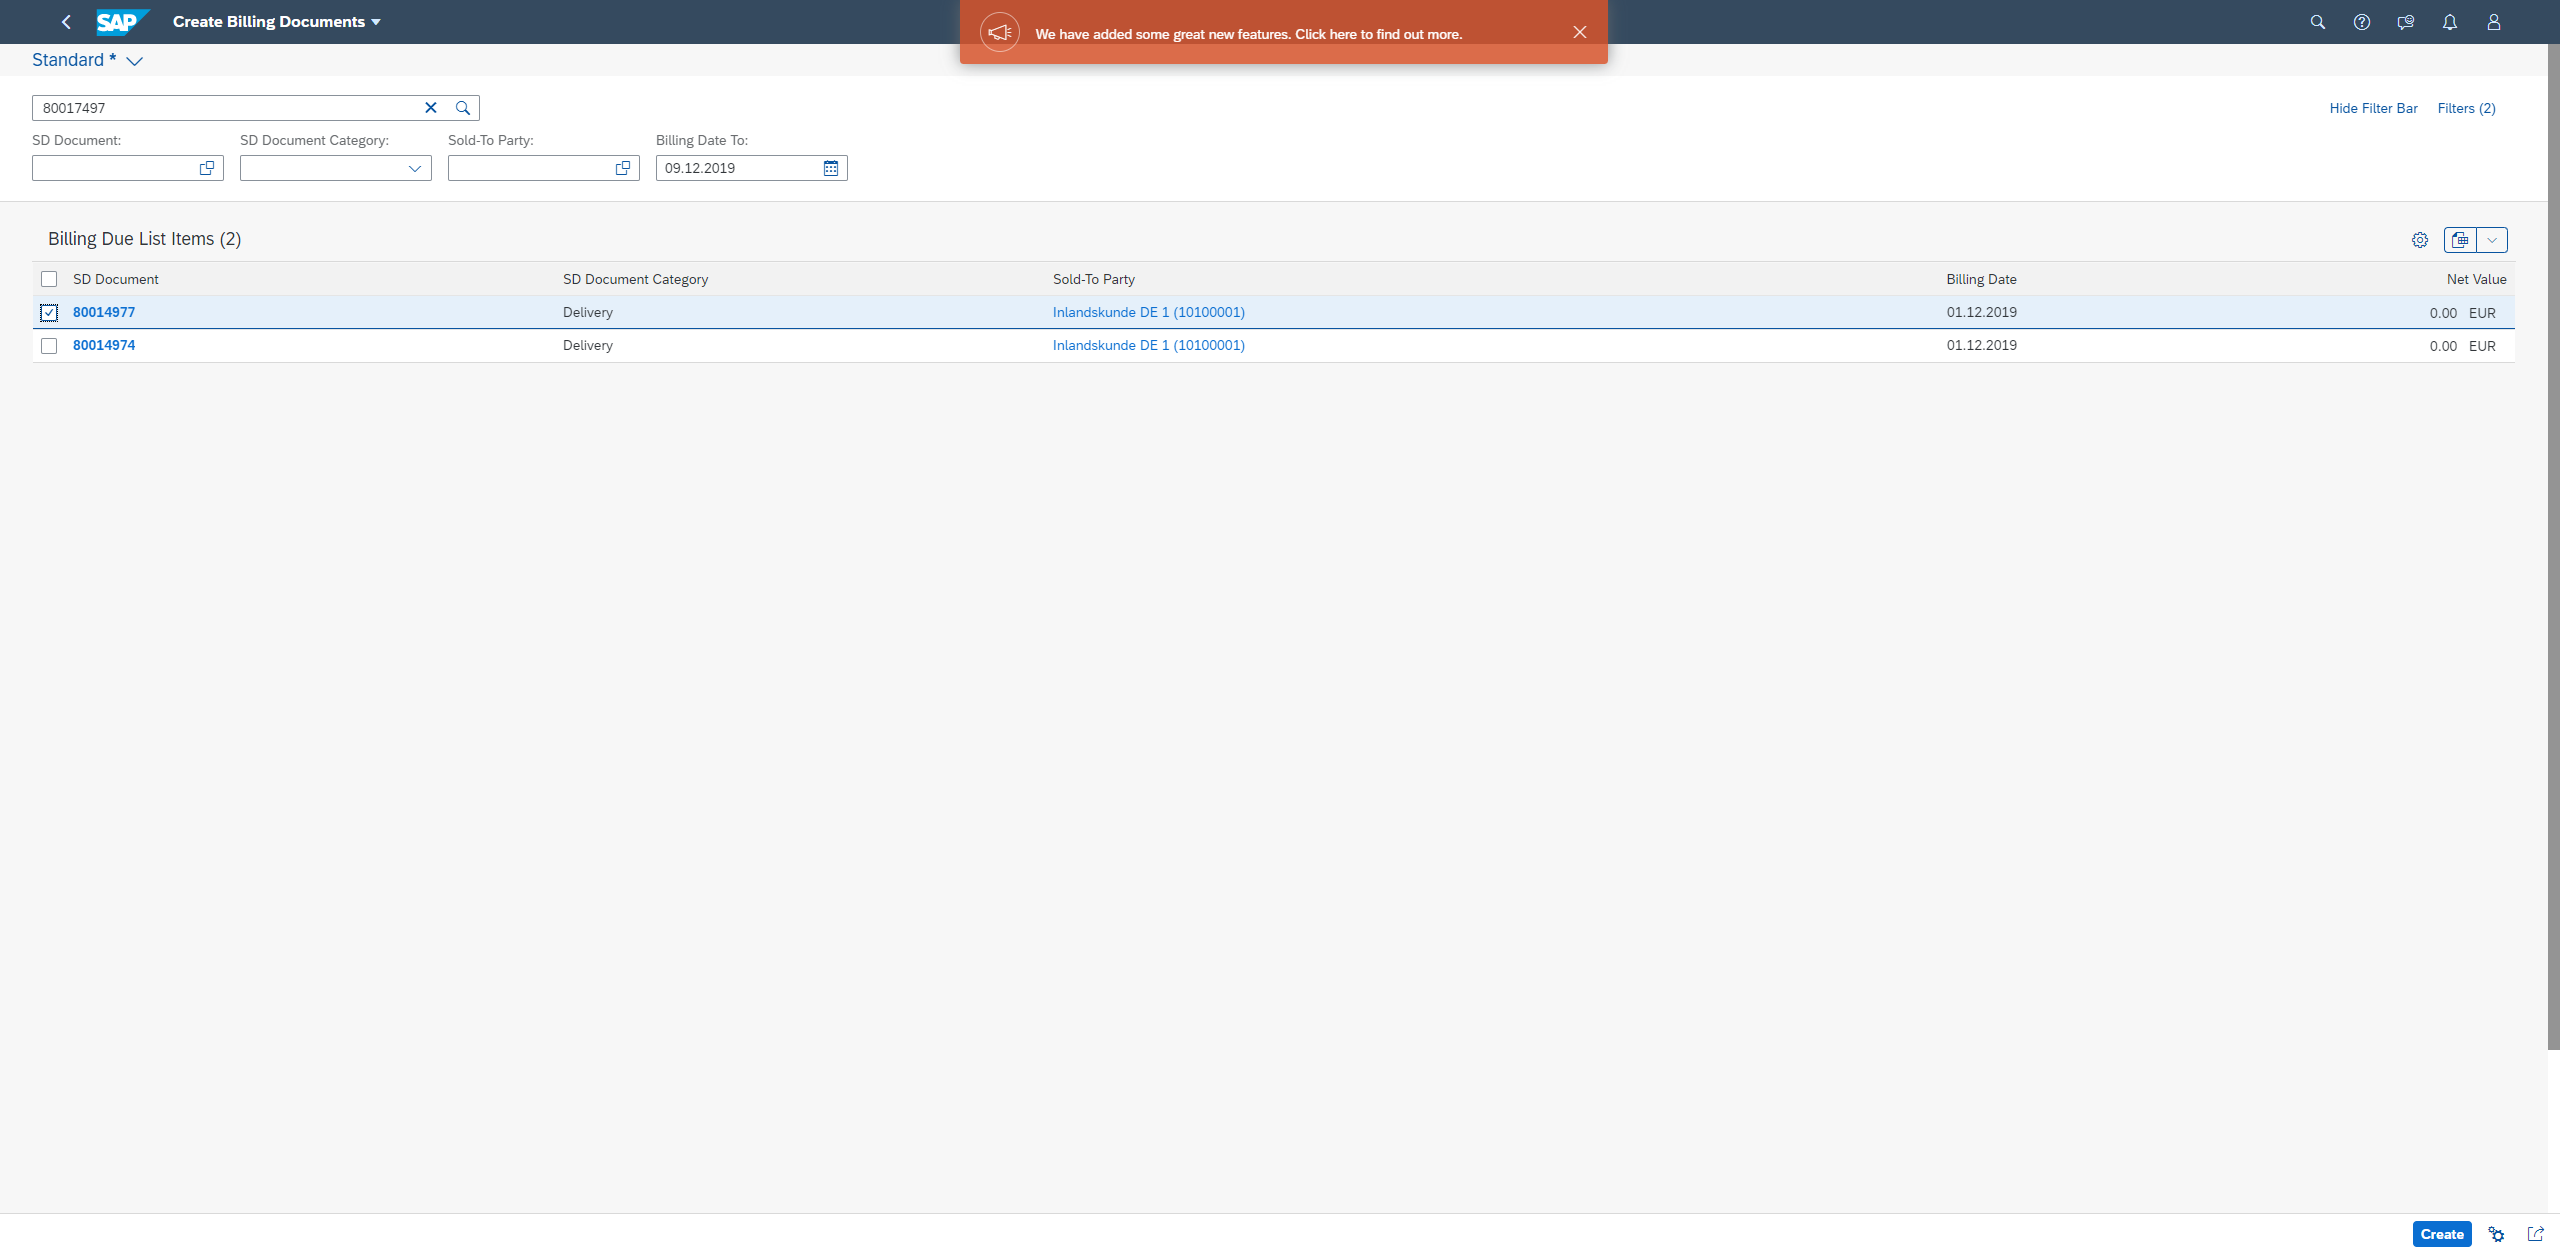 SAP Create Billing Documents
We have added some great new features. Click here to find out more.
Standard *
80017497
Hide Filter Bar Filters (2)
SD Document: SD Document Category: Sold-To Party: Billing Date To:
09.12.2019
Billing Due List Items (2)
SD Document SD Document Category Sold-To Party Billing Date Net Value
80014977 Delivery Inlandskunde DE 1 (10100001) 01.12.2019 0.00 EUR
80014974 Delivery Inlandskunde DE 1 (10100001) 01.12.2019 0.00 EUR
Create